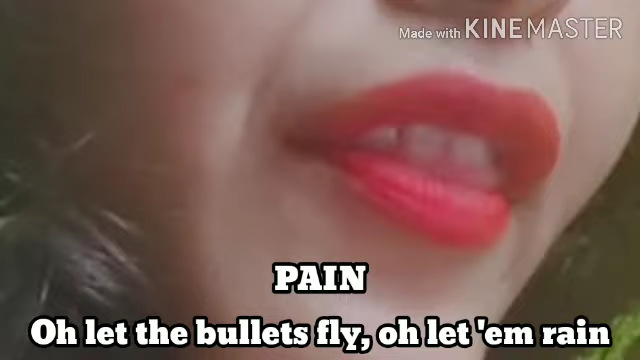 Made with KINEMASTER
PAIN
Oh let the bullets fly, oh let 'em rain